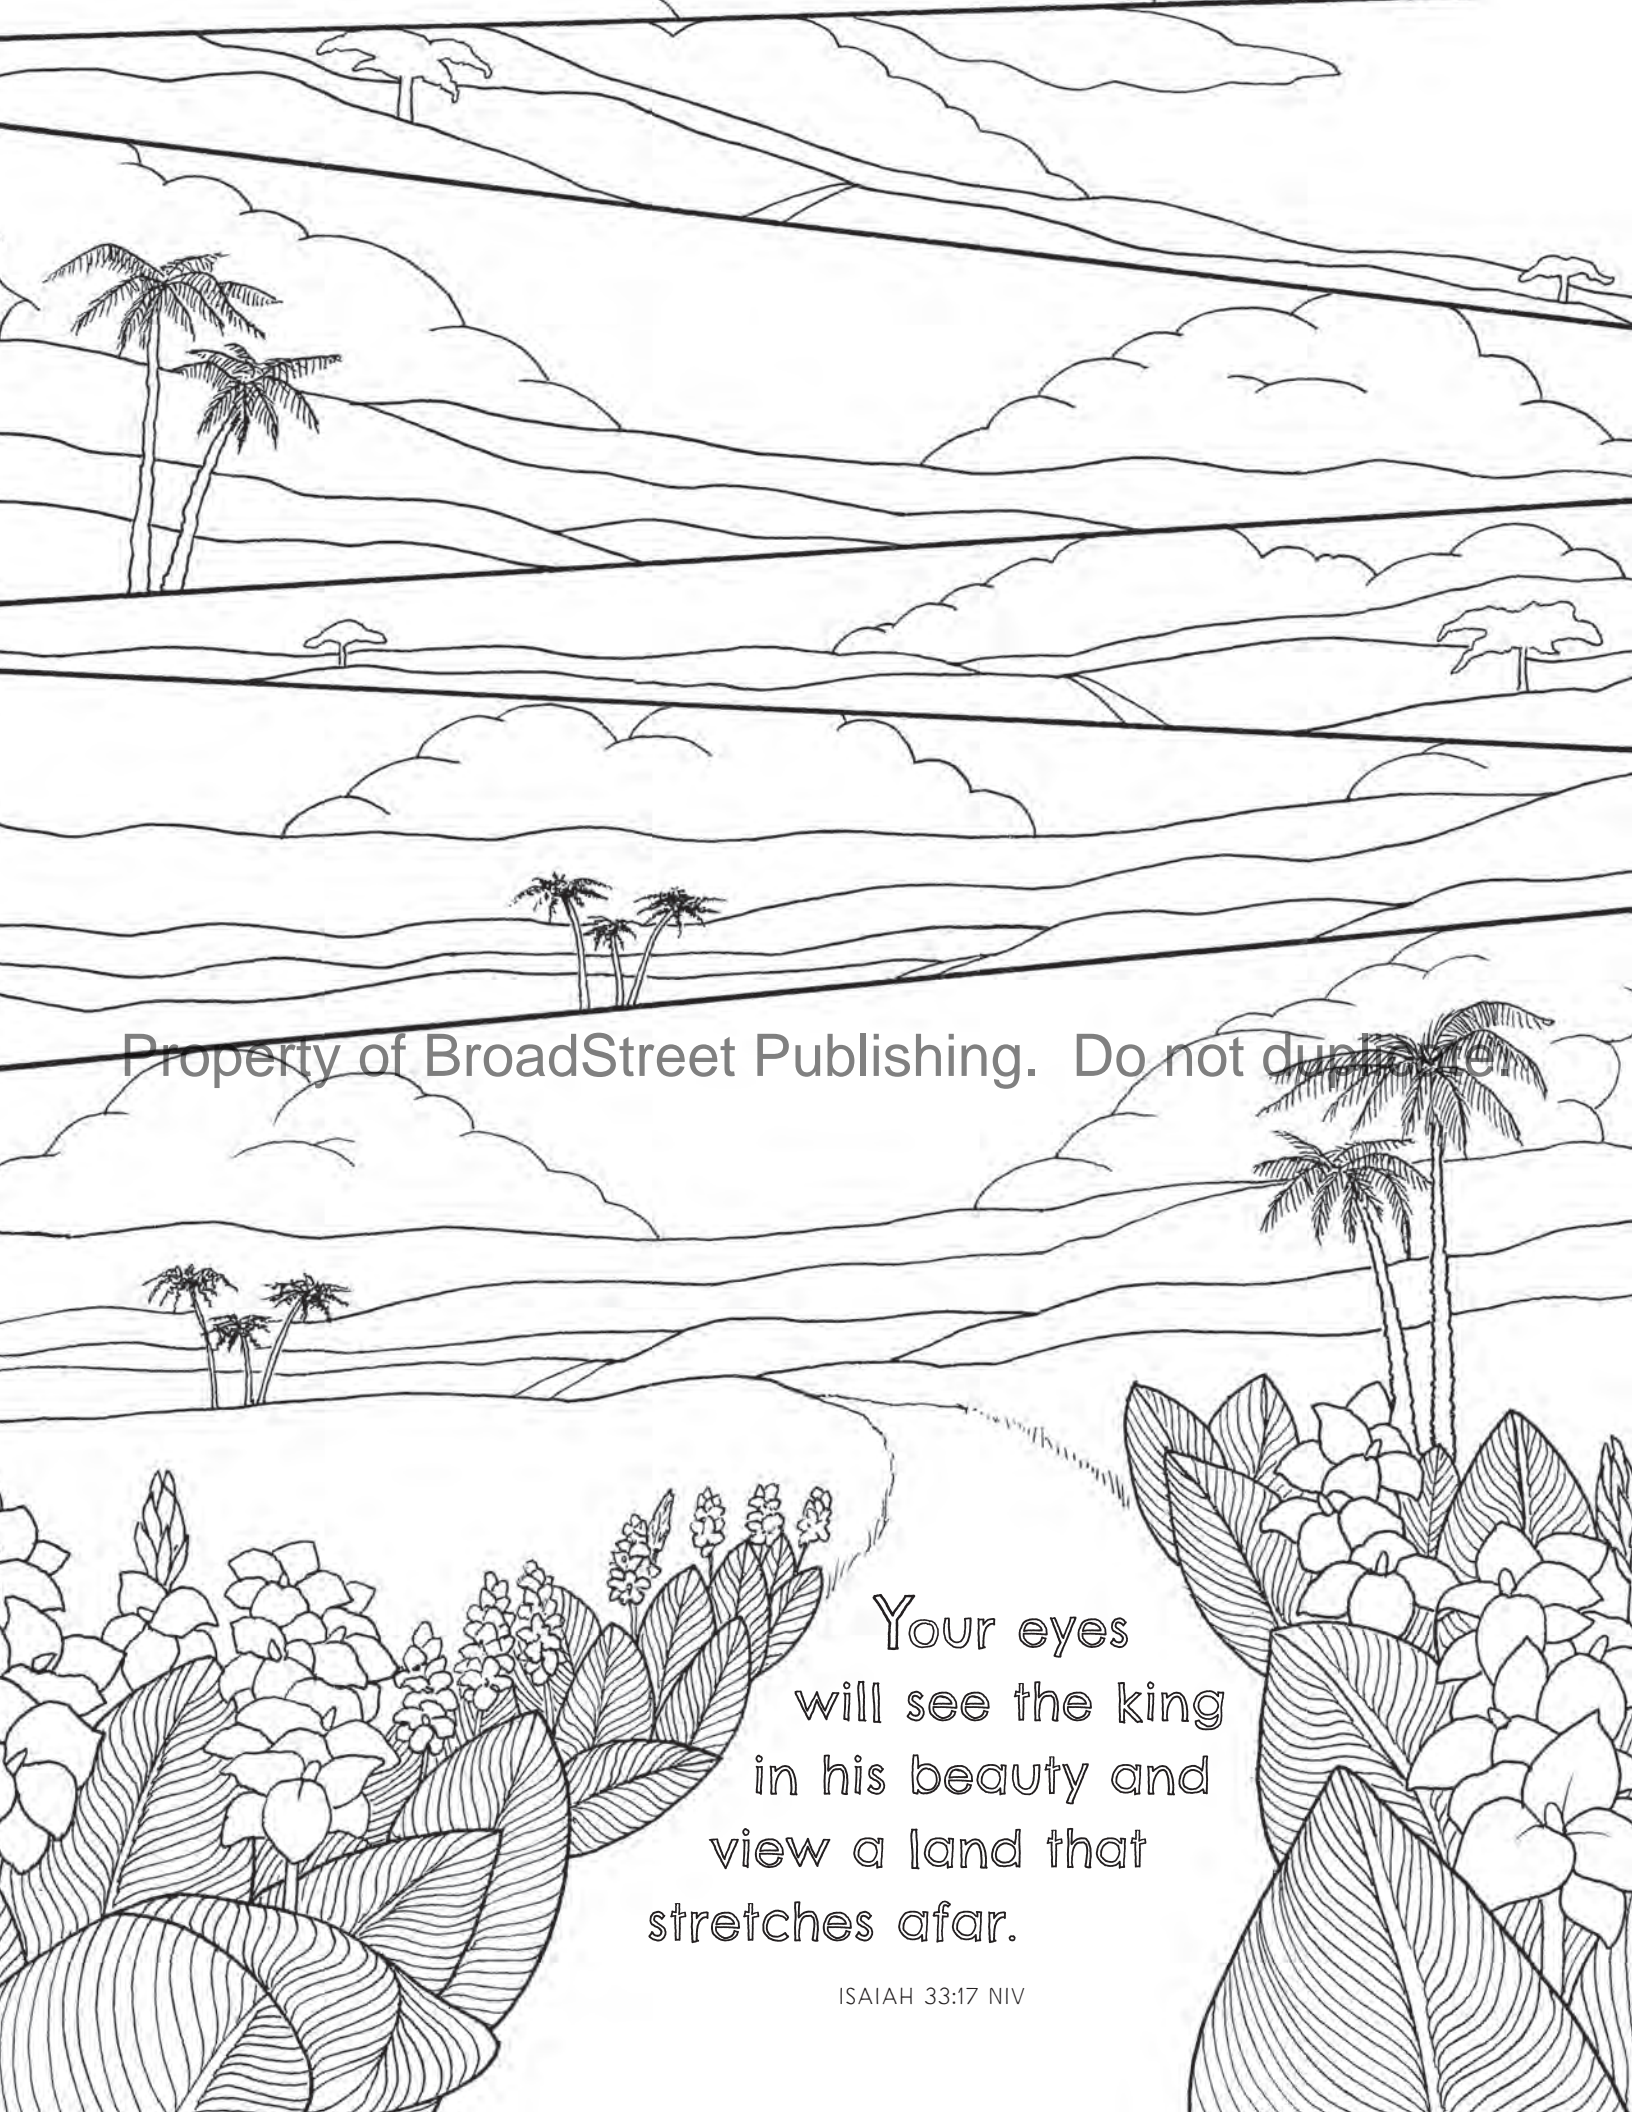 Property of BroadStreet Publishing. Do not duplicate.
Your eyes
will see the king
in his beauty and
view a land that
stretches afar.
ISAIAH 33:17 NIV